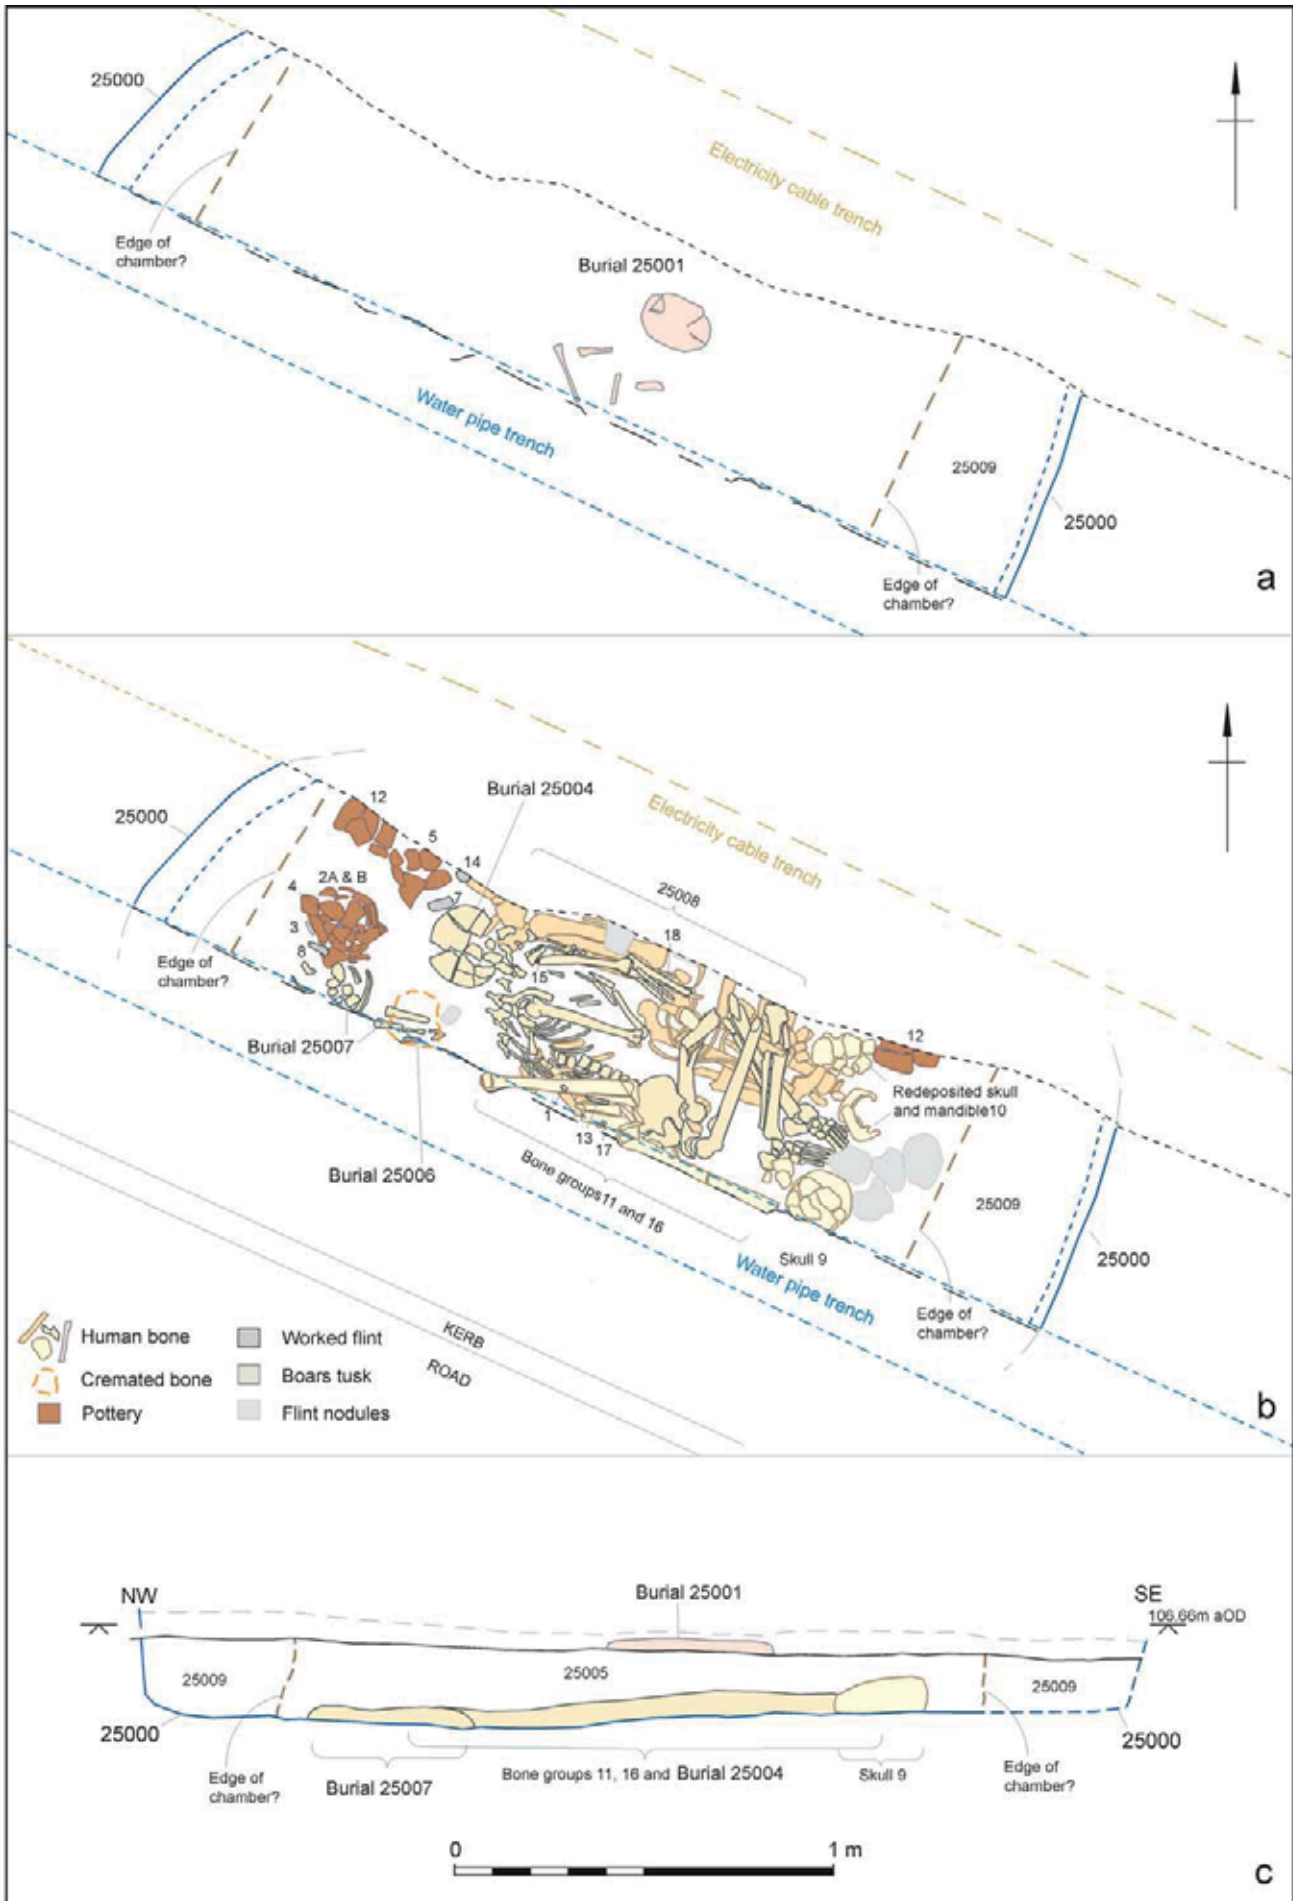 25000
Electricity cable trench
Edge of
chamber?
Burial 25001
Water pipe trench
25009
25000
Edge of
chamber?
a
Burial 25004
25000
12
5
14
Electricity cable trench
2A & B
4
7
25008
3
18
8
15
Edge of
chamber?
12
Burial 25007
Redeposited skull
and mandible10
1
13
17
Burial 25006
Bone groups11 and 16
25009
Skull 9
25000
Water pipe trench
Edge of
chamber?
KERB
ROAD
Human bone
Cremated bone
Pottery
Worked flint
Boars tusk
Flint nodules
b
NW
Burial 25001
SE
106.66m aOD
25009
25005
25009
25000
25000
Edge of
chamber?
Burial 25007
Bone groups 11, 16 and Burial 25004
Skull 9
Edge of
chamber?
0
1 m
c